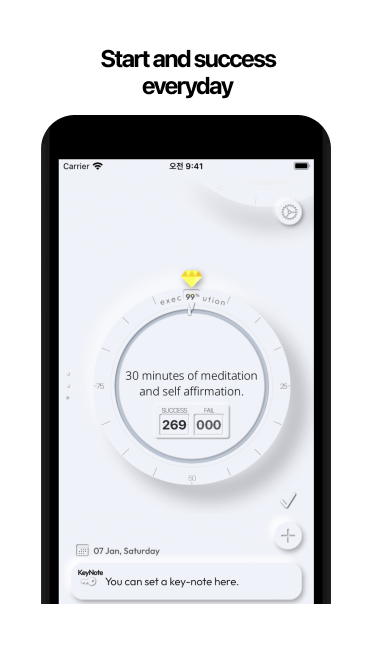 Start and success
everyday
Carrier 오전 9:41
execution
99%
30 minutes of meditation
and self affirmation.
SUCCESS FAIL
269 000
75 25
50
07 Jan, Saturday
KeyNote
You can set a key-note here.